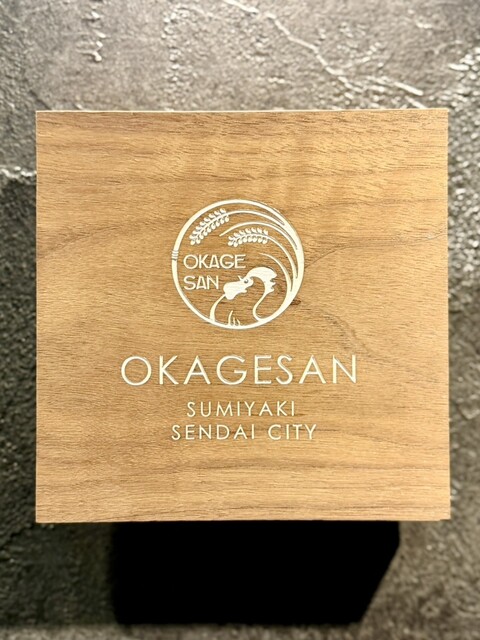 OKAGE
SAN
OKAGESAN
SUMIYAKI
SENDAI CITY